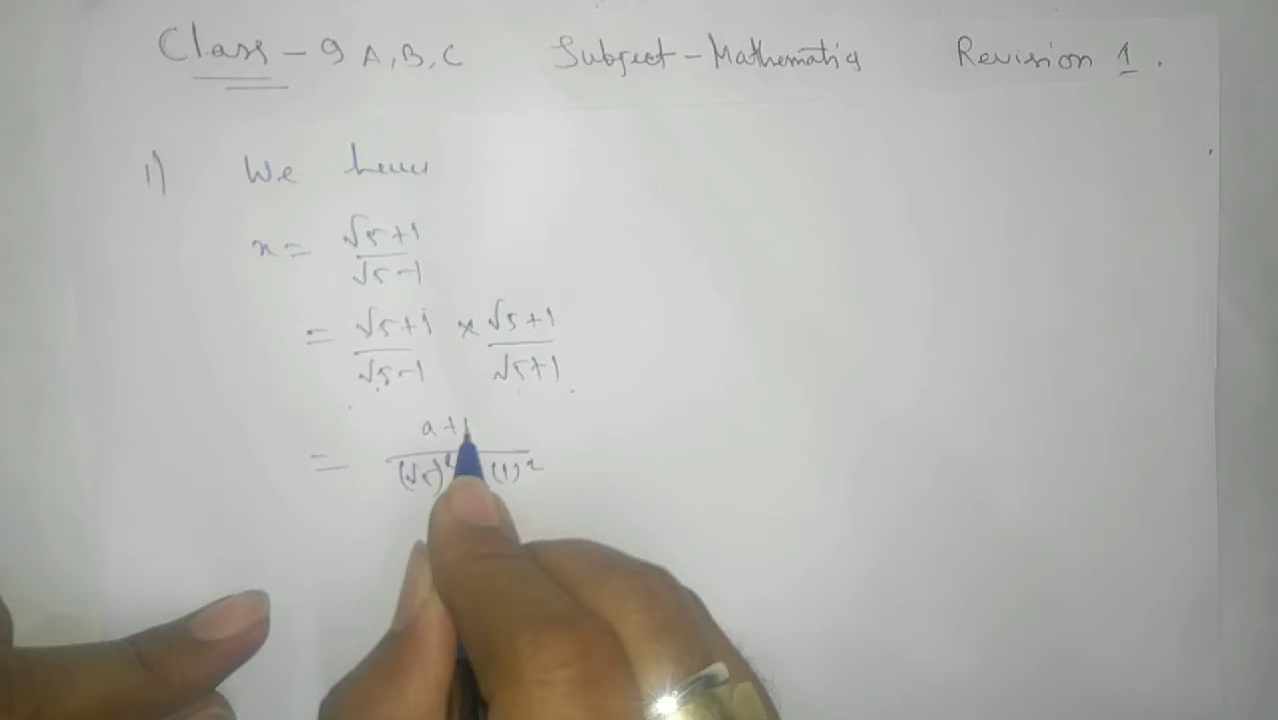 Class - 9 A, B, C Subject - Mathematics Revision 1.
1) We have
x = √5+1 / √5-1
= √5+1 / √5-1 × √5+1 / √5+1
= a+1 / (√5)² (1)²